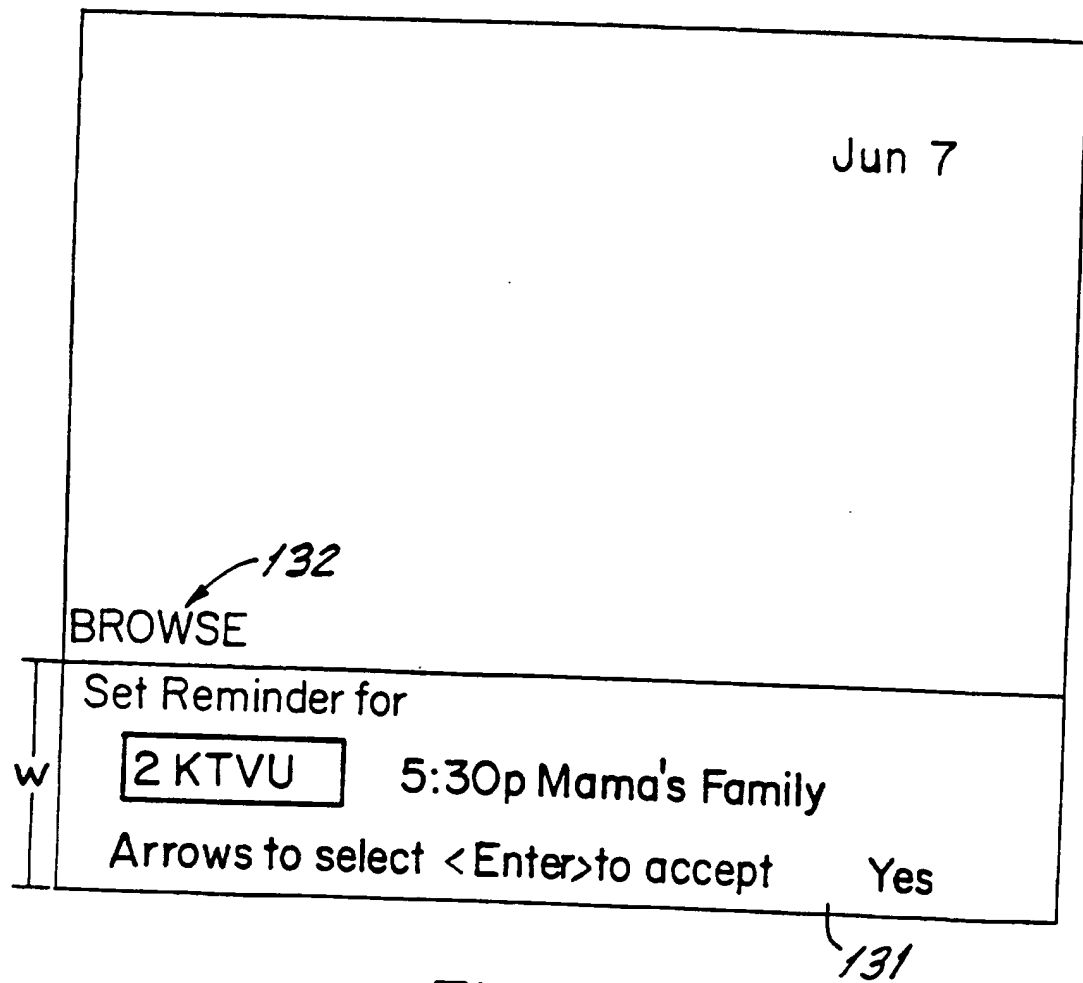 Jun 7
132
BROWSE
Set Reminder for
W
2 KTVU 5:30p Mama's Family
Arrows to select <Enter>to accept Yes
131